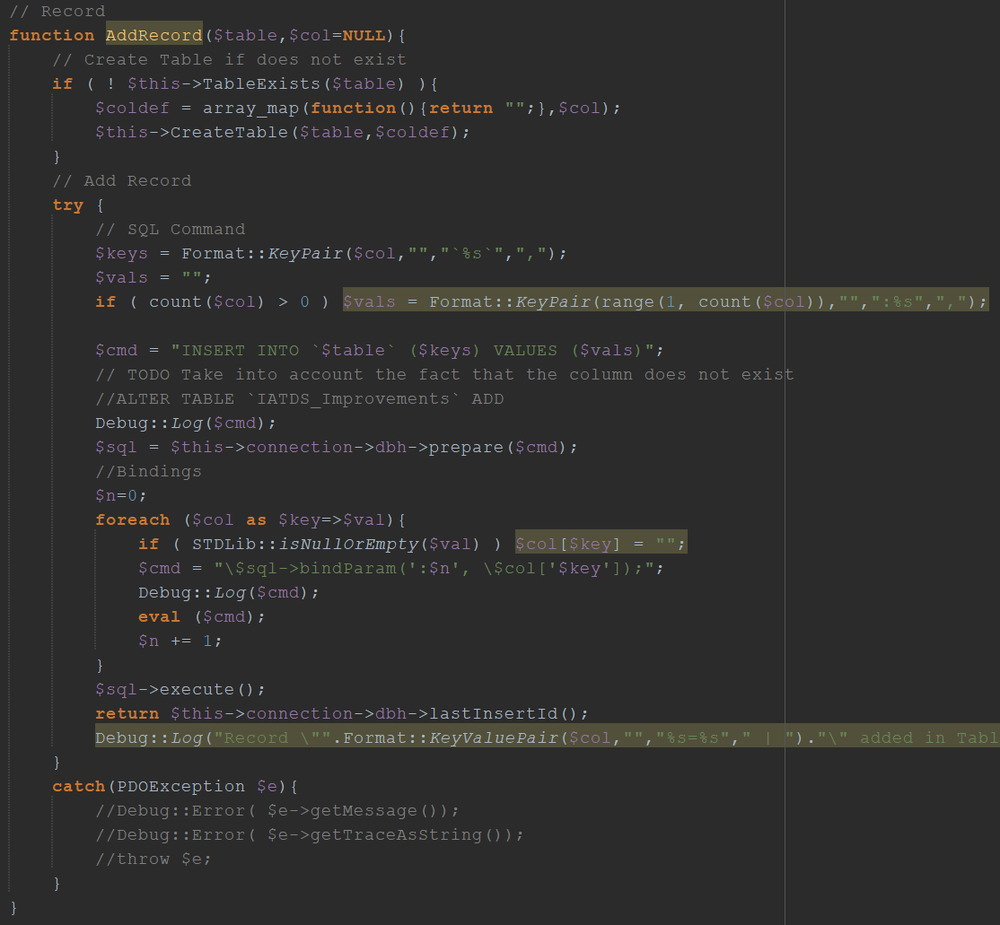 // Record
function AddRecord($table,$col=NULL){
// Create Table if does not exist
if ( ! $this->TableExists($table) ){
$coldef = array_map(function(){return "";},$col);
$this->CreateTable($table,$coldef);
}
// Add Record
try {
// SQL Command
$keys = Format::KeyPair($col,"","`%s`",",");
$vals = "";
if ( count($col) > 0 ) $vals = Format::KeyPair(range(1, count($col)),"",":%s",",");
$cmd = "INSERT INTO `$table` ($keys) VALUES ($vals)";
// TODO Take into account the fact that the column does not exist
//ALTER TABLE `IATDS_Improvements` ADD
Debug::Log($cmd);
$sql = $this->connection->dbh->prepare($cmd);
//Bindings
$n=0;
foreach ($col as $key=>$val){
if ( STDLib::isNullOrEmpty($val) ) $col[$key] = "";
$cmd = "\$sql->bindParam(':$n', \$col['$key']);";
Debug::Log($cmd);
eval ($cmd);
$n += 1;
}
$sql->execute();
return $this->connection->dbh->lastInsertId();
Debug::Log("Record \"".Format::KeyValuePair($col,"","%s=%s"," | ")."\" added in Tabl
}
catch(PDOException $e){
//Debug::Error( $e->getMessage());
//Debug::Error( $e->getTraceAsString());
//throw $e;
}
}